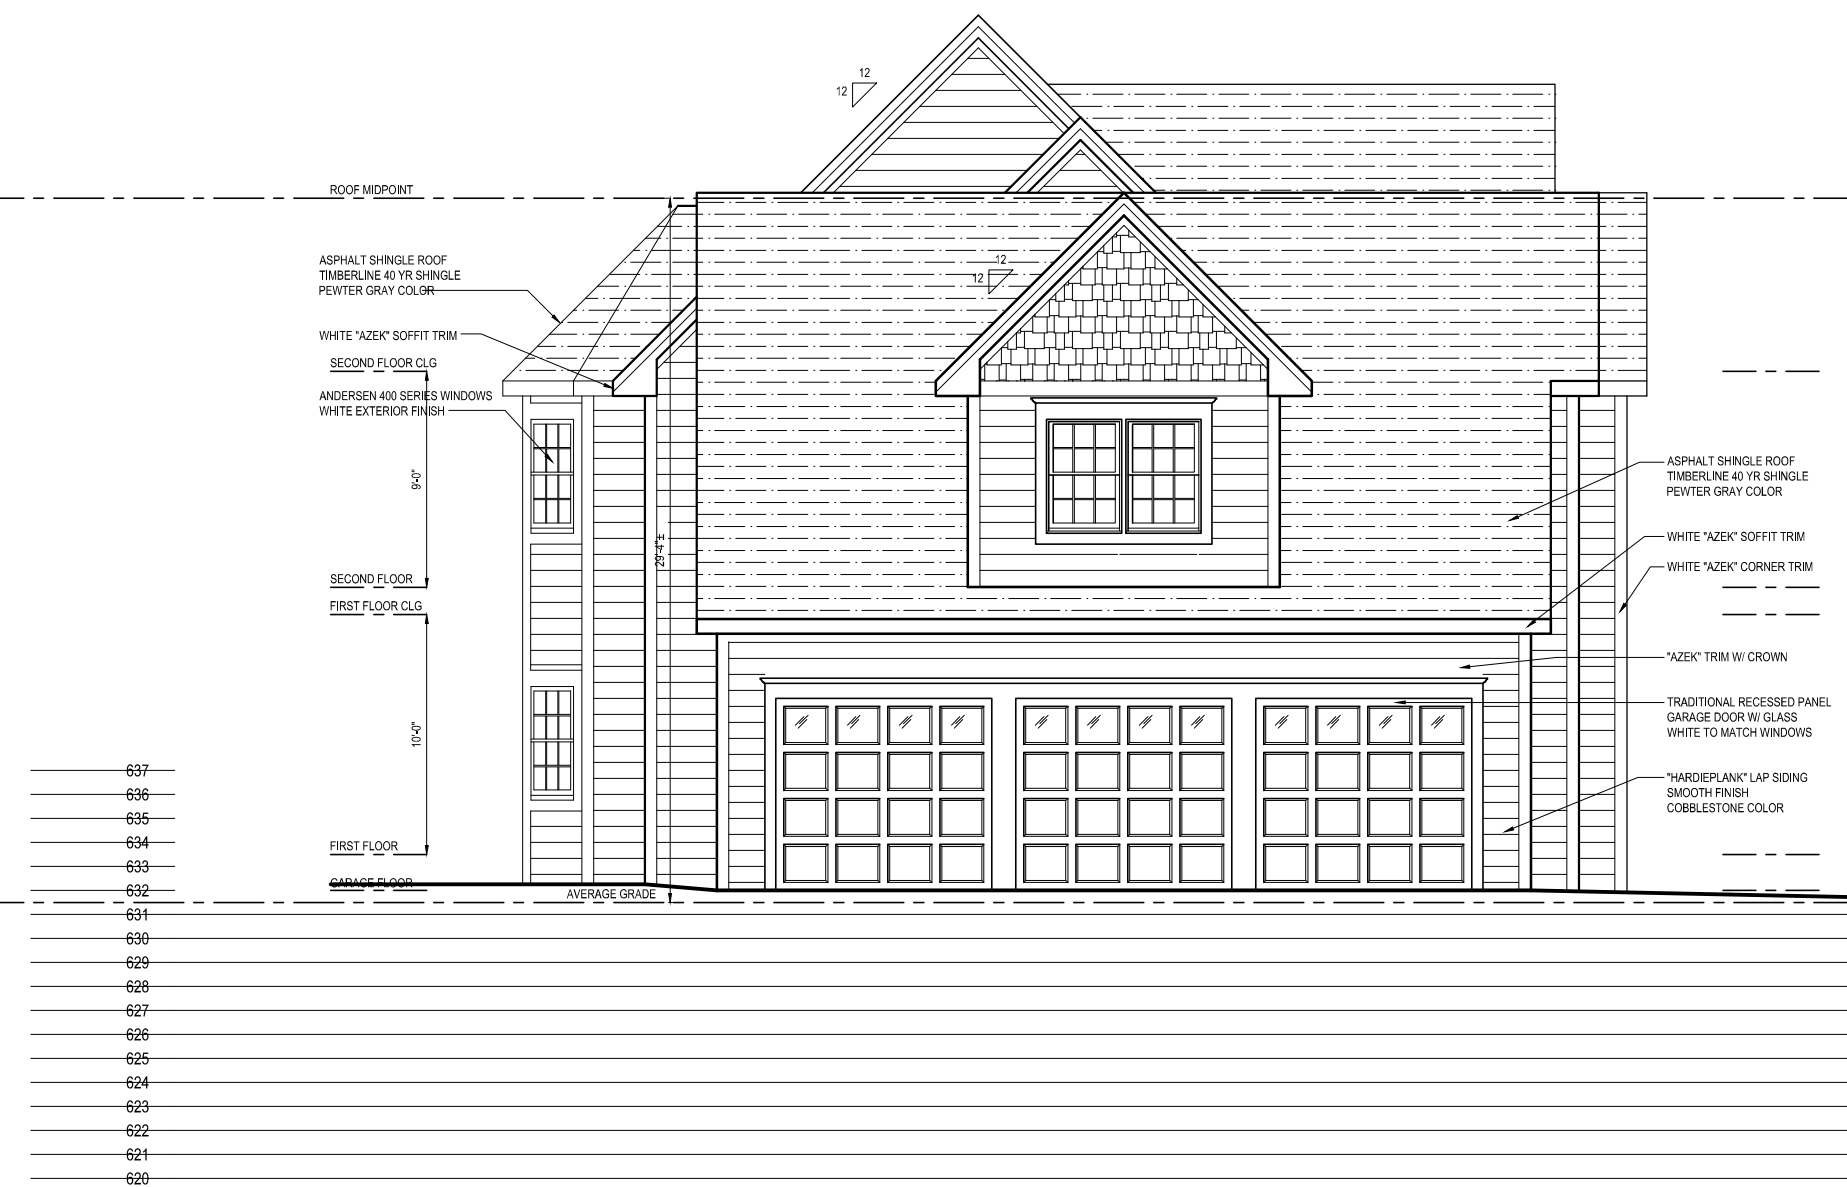 12
12
ROOF MIDPOINT
12
12
ASPHALT SHINGLE ROOF
TIMBERLINE 40 YR SHINGLE
PEWTER GRAY COLOR
WHITE "AZEK" SOFFIT TRIM
SECOND FLOOR CLG
ANDERSEN 400 SERIES WINDOWS
WHITE EXTERIOR FINISH
9'-0"
29'-4" ±
SECOND FLOOR
FIRST FLOOR CLG
10'-0"
FIRST FLOOR
GARAGE FLOOR
AVERAGE GRADE
ASPHALT SHINGLE ROOF
TIMBERLINE 40 YR SHINGLE
PEWTER GRAY COLOR
WHITE "AZEK" SOFFIT TRIM
WHITE "AZEK" CORNER TRIM
"AZEK" TRIM W/ CROWN
TRADITIONAL RECESSED PANEL
GARAGE DOOR W/ GLASS
WHITE TO MATCH WINDOWS
"HARDIEPLANK" LAP SIDING
SMOOTH FINISH
COBBLESTONE COLOR
637
636
635
634
633
632
631
630
629
628
627
626
625
624
623
622
621
620